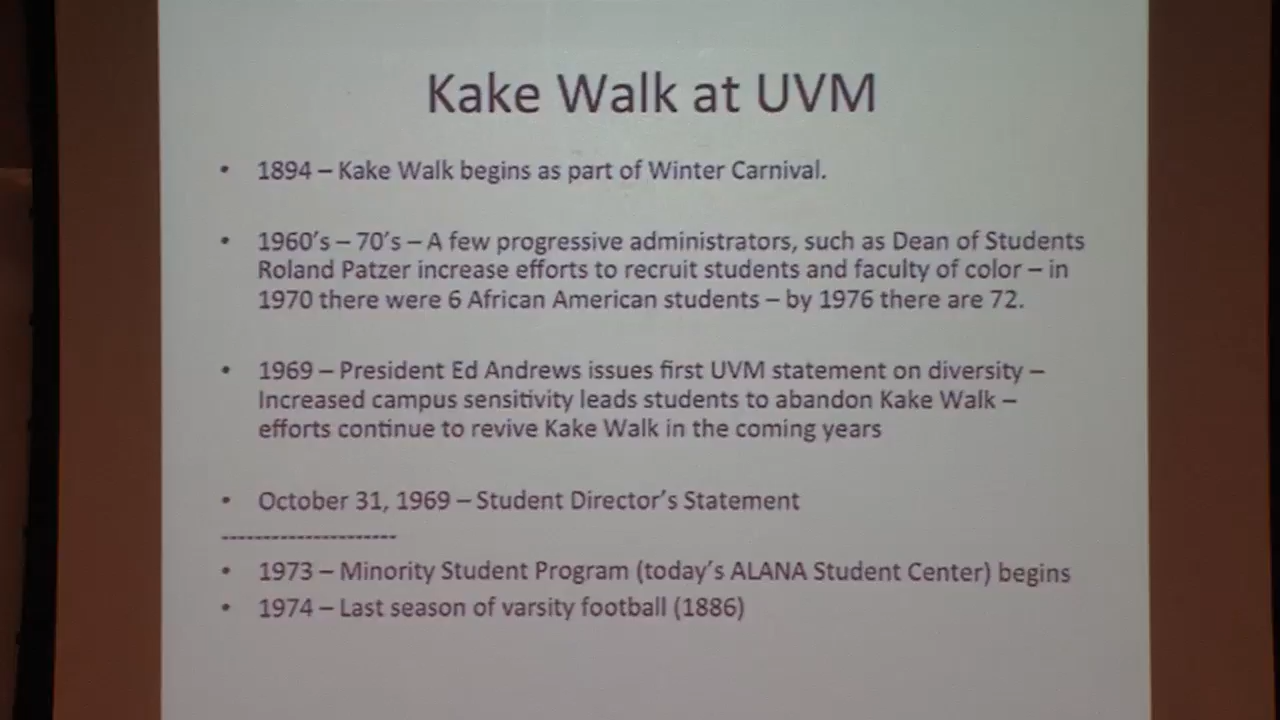 Kake Walk at UVM
• 1894 – Kake Walk begins as part of Winter Carnival.
• 1960's – 70's – A few progressive administrators, such as Dean of Students
Roland Patzer increase efforts to recruit students and faculty of color – in
1970 there were 6 African American students – by 1976 there are 72.
• 1969 – President Ed Andrews issues first UVM statement on diversity –
Increased campus sensitivity leads students to abandon Kake Walk –
efforts continue to revive Kake Walk in the coming years
• October 31, 1969 – Student Director's Statement
---------------------
• 1973 – Minority Student Program (today's ALANA Student Center) begins
• 1974 – Last season of varsity football (1886)